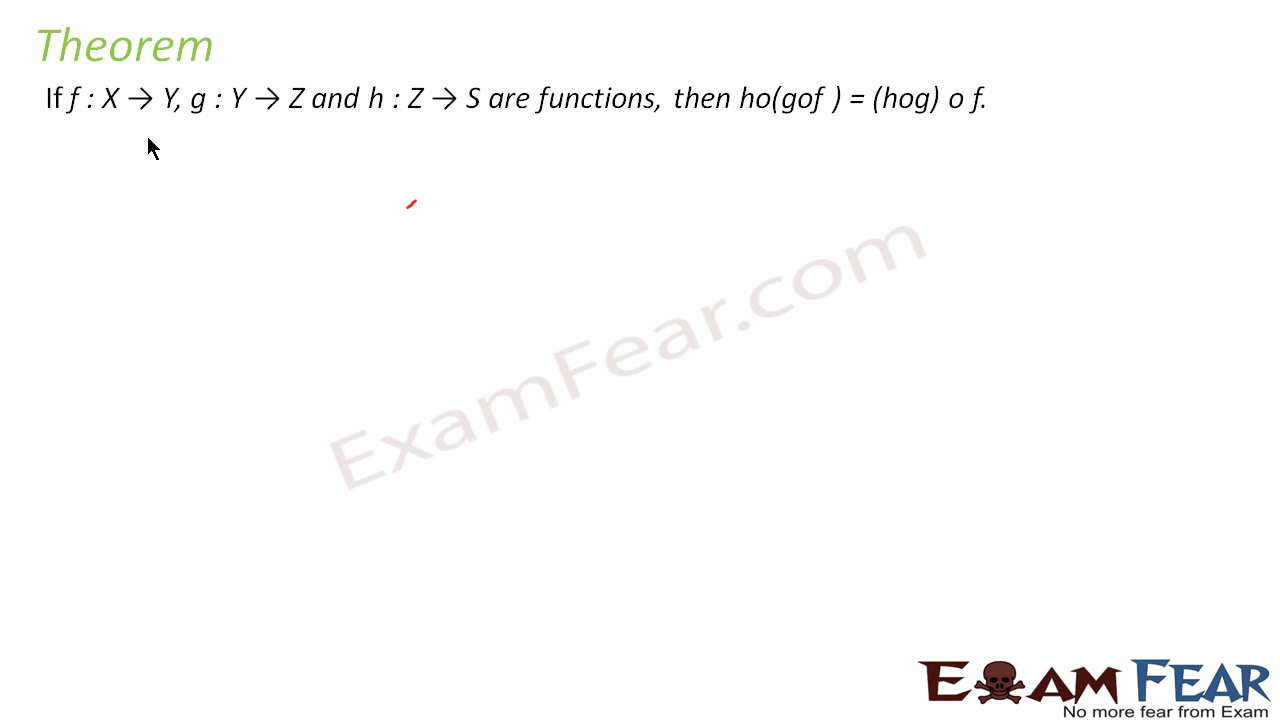 Theorem
If f : X → Y, g : Y → Z and h : Z → S are functions, then ho(gof ) = (hog) o f.
ExamFear.com
EXAM FEAR
No more fear from Exam